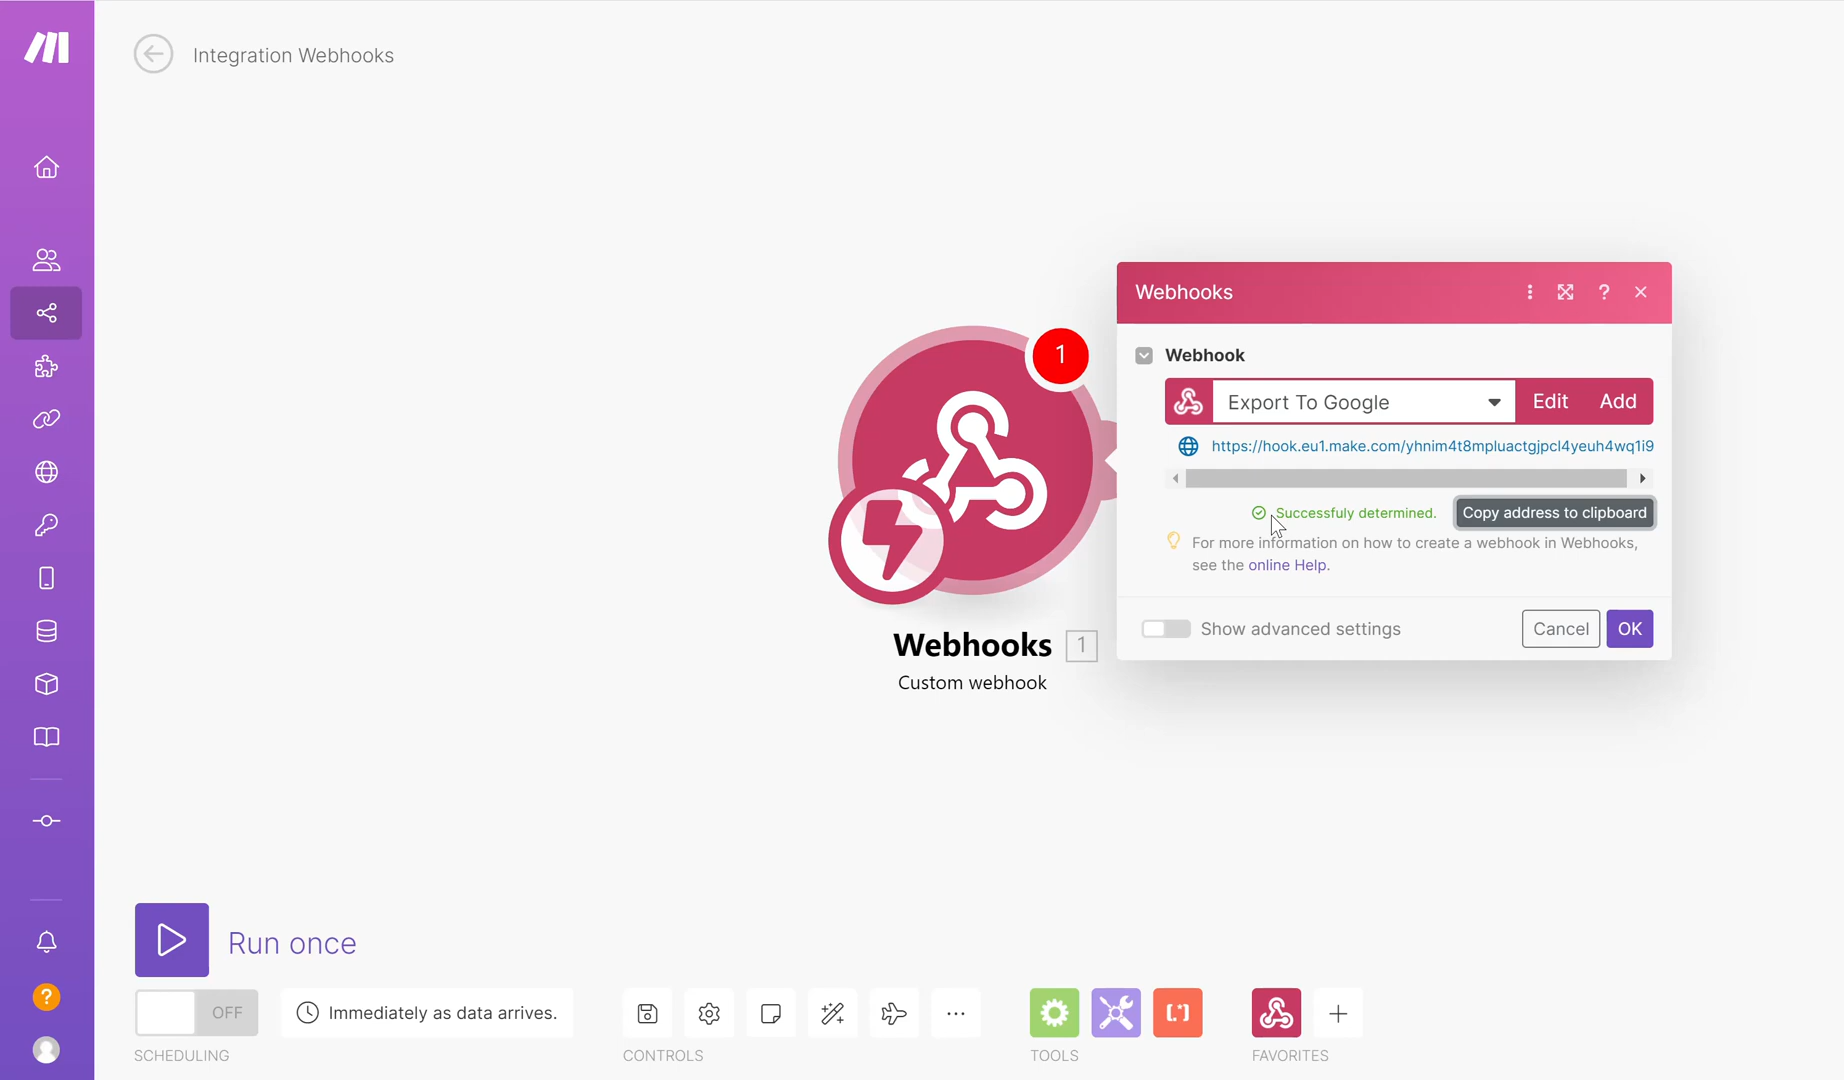 Integration Webhooks
Webhooks
?
Webhook
Export To Google
Edit
Add
https://hook.eu1.make.com/yhnim4t8mpluactgjpcl4yeuh4wq1i9
Successfuly determined.
Copy address to clipboard
For more information on how to create a webhook in Webhooks,
see the online Help.
Show advanced settings
Cancel
OK
1
Webhooks 1
Custom webhook
Run once
OFF
Immediately as data arrives.
SCHEDULING
CONTROLS
[.*]
TOOLS
FAVORITES
?